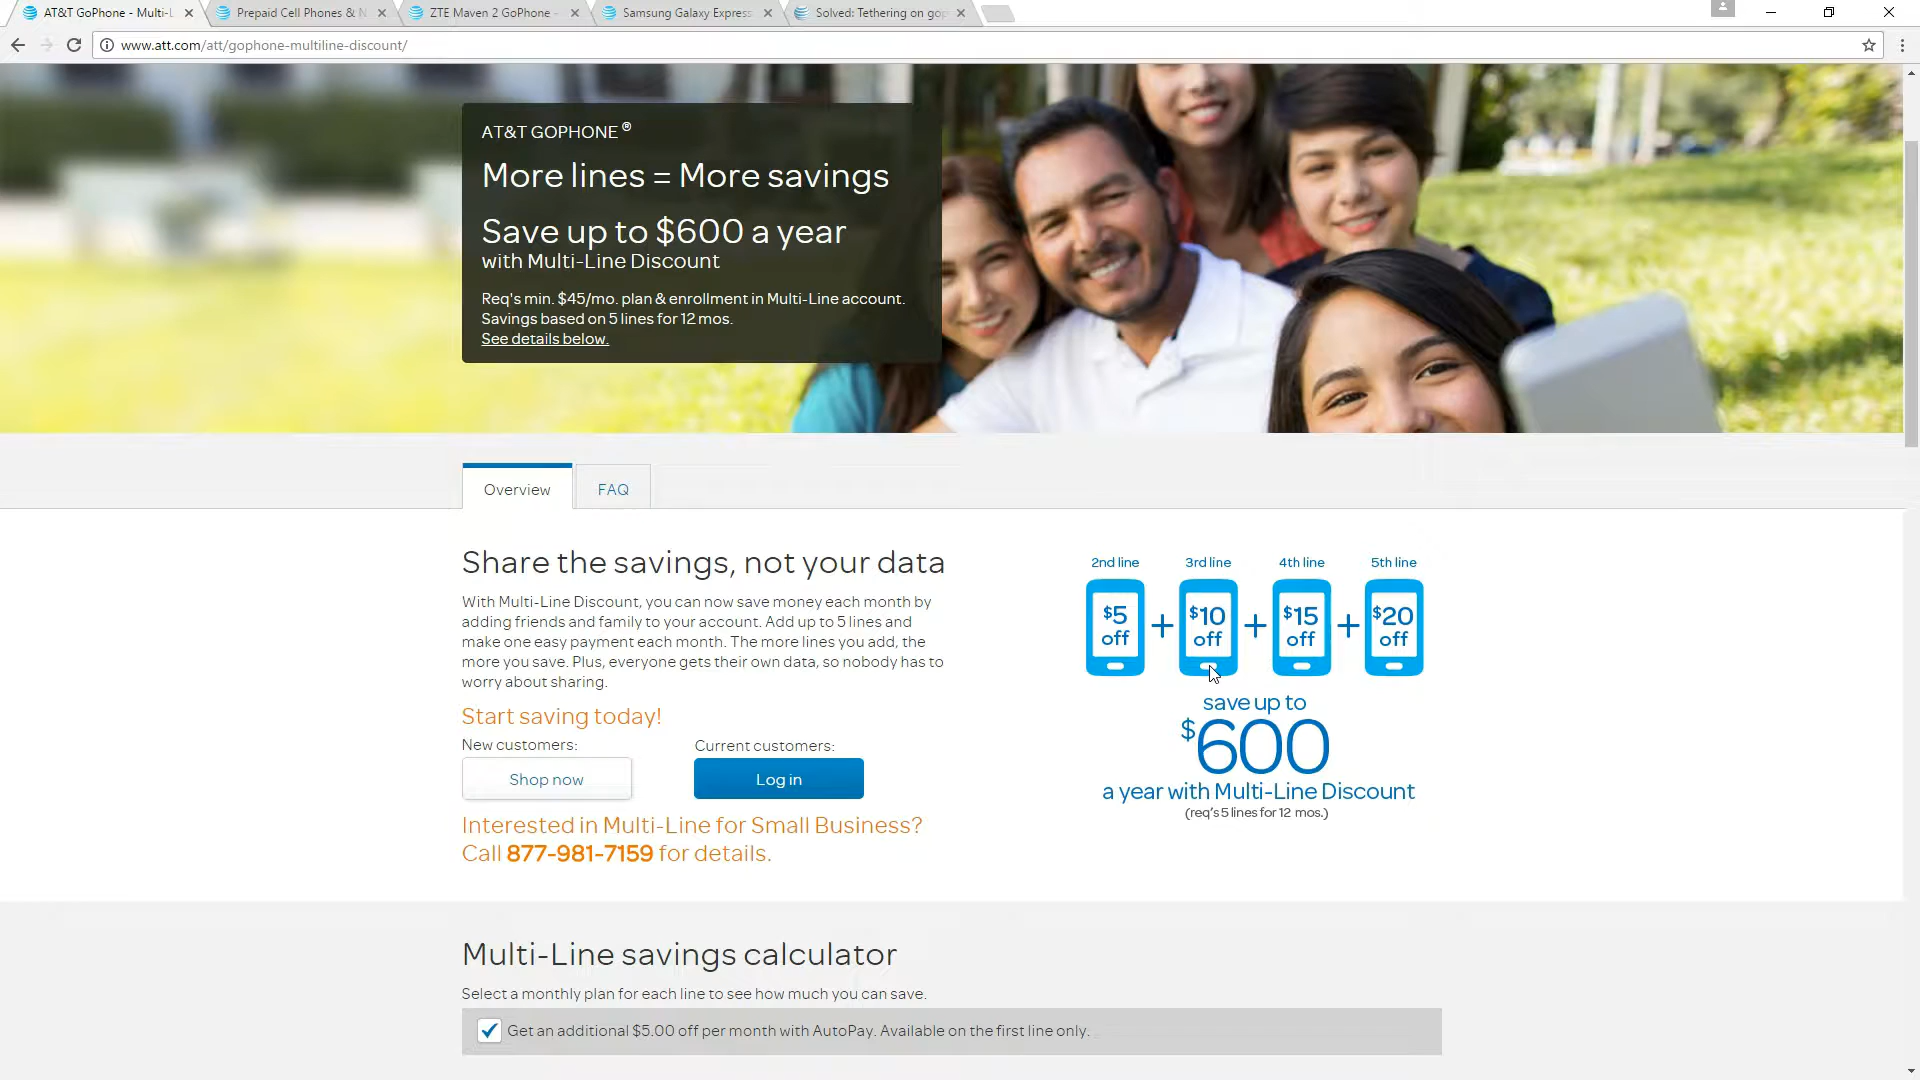 AT&T GoPhone - Multi-L
Prepaid Cell Phones & N
ZTE Maven 2 GoPhone -
Samsung Galaxy Express
Solved: Tethering on gop
www.att.com/att/gophone-multiline-discount/
AT&T GOPHONE ®
More lines = More savings
Save up to $600 a year
with Multi-Line Discount
Req's min. $45/mo. plan & enrollment in Multi-Line account.
Savings based on 5 lines for 12 mos.
See details below.
Overview
FAQ
Share the savings, not your data
With Multi-Line Discount, you can now save money each month by
adding friends and family to your account. Add up to 5 lines and
make one easy payment each month. The more lines you add, the
more you save. Plus, everyone gets their own data, so nobody has to
worry about sharing.
Start saving today!
New customers:
Shop now
Current customers:
Log in
Interested in Multi-Line for Small Business?
Call 877-981-7159 for details.
2nd line
3rd line
4th line
5th line
$5 off + $10 off + $15 off + $20 off
save up to
$600
a year with Multi-Line Discount
(req's 5 lines for 12 mos.)
Multi-Line savings calculator
Select a monthly plan for each line to see how much you can save.
Get an additional $5.00 off per month with AutoPay. Available on the first line only.